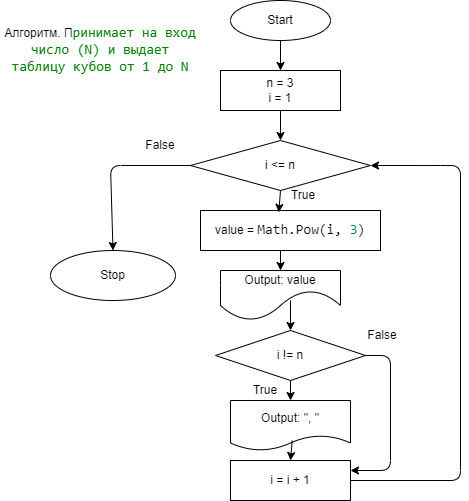 Алгоритм. Принимает на вход
число (N) и выдает
таблицу кубов от 1 до N
Start
n = 3
i = 1
False
i <= n
True
value = Math.Pow(i, 3)
Stop
Output: value
False
i != n
True
Output: ", "
i = i + 1